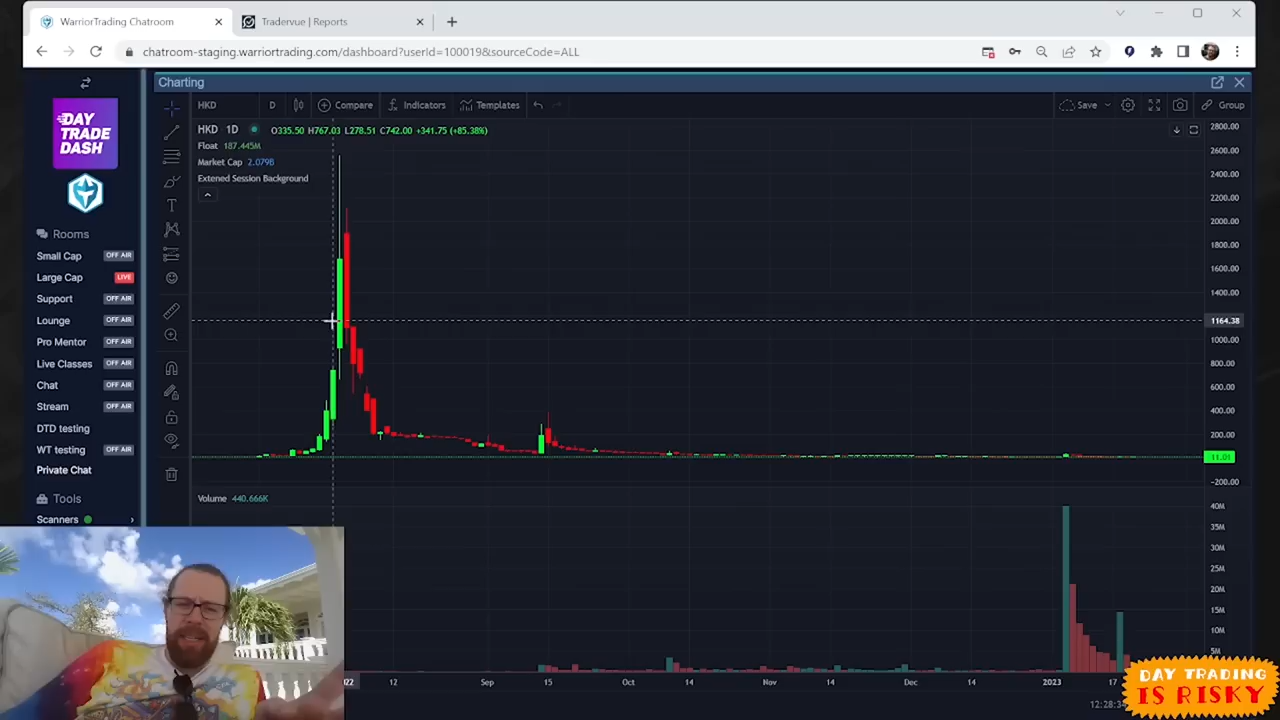 WarriorTrading Chatroom
Tradervue | Reports
chatroom-staging.warriortrading.com/dashboard?userId=100019&sourceCode=ALL
Charting
DAY TRADE DASH
HKD D Compare Indicators Templates Save Group
HKD 1D O335.50 H767.03 L278.51 C742.00 +341.75 (+85.38%)
Float 187.445M
Market Cap 2.079B
Extened Session Background
2800.00
2600.00
2400.00
2200.00
2000.00
1800.00
1600.00
1400.00
1164.38
1000.00
800.00
600.00
400.00
200.00
11.01
-200.00
Rooms
Small Cap OFF AIR
Large Cap LIVE
Support OFF AIR
Lounge OFF AIR
Pro Mentor OFF AIR
Live Classes OFF AIR
Chat OFF AIR
Stream OFF AIR
DTD testing
WT testing OFF AIR
Private Chat
Tools
Scanners
Volume 440.666K
40M
35M
30M
25M
20M
15M
10M
5M
12 Sep 15 Oct 14 Nov 14 Dec 14 2023 17
DAY TRADING
IS RISKY